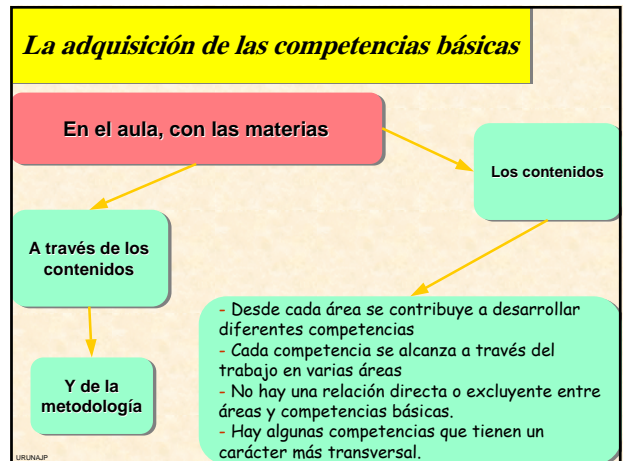 La adquisición de las competencias básicas
En el aula, con las materias
Los contenidos
A través de los
contenidos
Y de la
metodología
- Desde cada área se contribuye a desarrollar
diferentes competencias
- Cada competencia se alcanza a través del
trabajo en varias áreas
- No hay una relación directa o excluyente entre
áreas y competencias básicas.
- Hay algunas competencias que tienen un
carácter más transversal.
URUNAJP